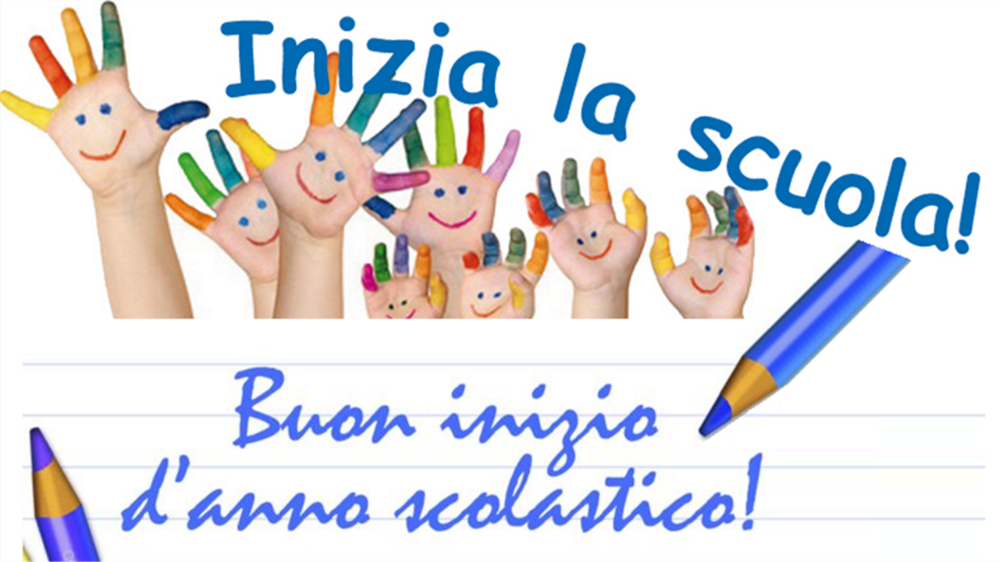 Inizia la scuola!
Buon inizio
d'anno scolastico!